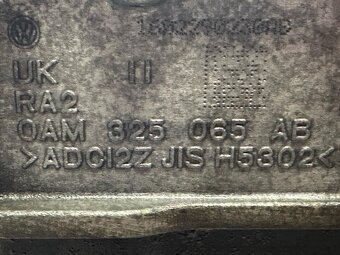 UK 11
RA2
0AM 325 065 AB
>ADC12Z JIS H5302<